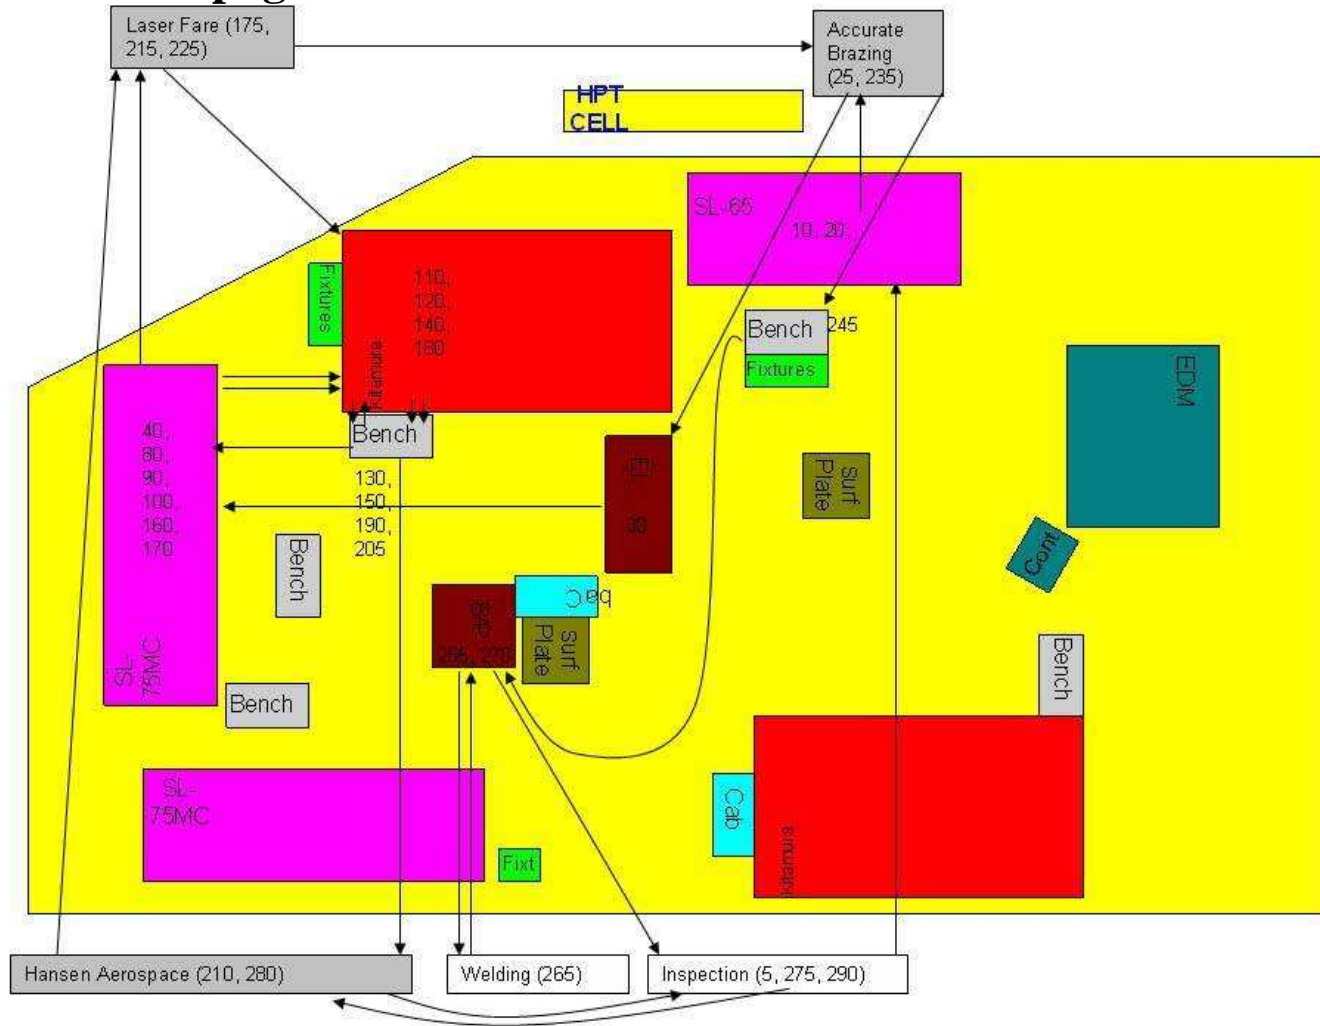 Laser Fare (175,
215, 225)
Accurate
Brazing
(25, 235)
HPT
CELL
SL-65
10, 20,
Fixtures
110,
120,
140,
180
Kitamura
Bench
245
Fixtures
EDM
40,
80,
90,
100,
160,
170
SL-
75MC
Bench
130,
150,
190,
205
30
Surf
Plate
Cont
Bench
Cab
Surf
Plate
Bench
Bench
SL-
75MC
Fixt
Cab
Kitamura
Hansen Aerospace (210, 280)
Welding (265)
Inspection (5, 275, 290)